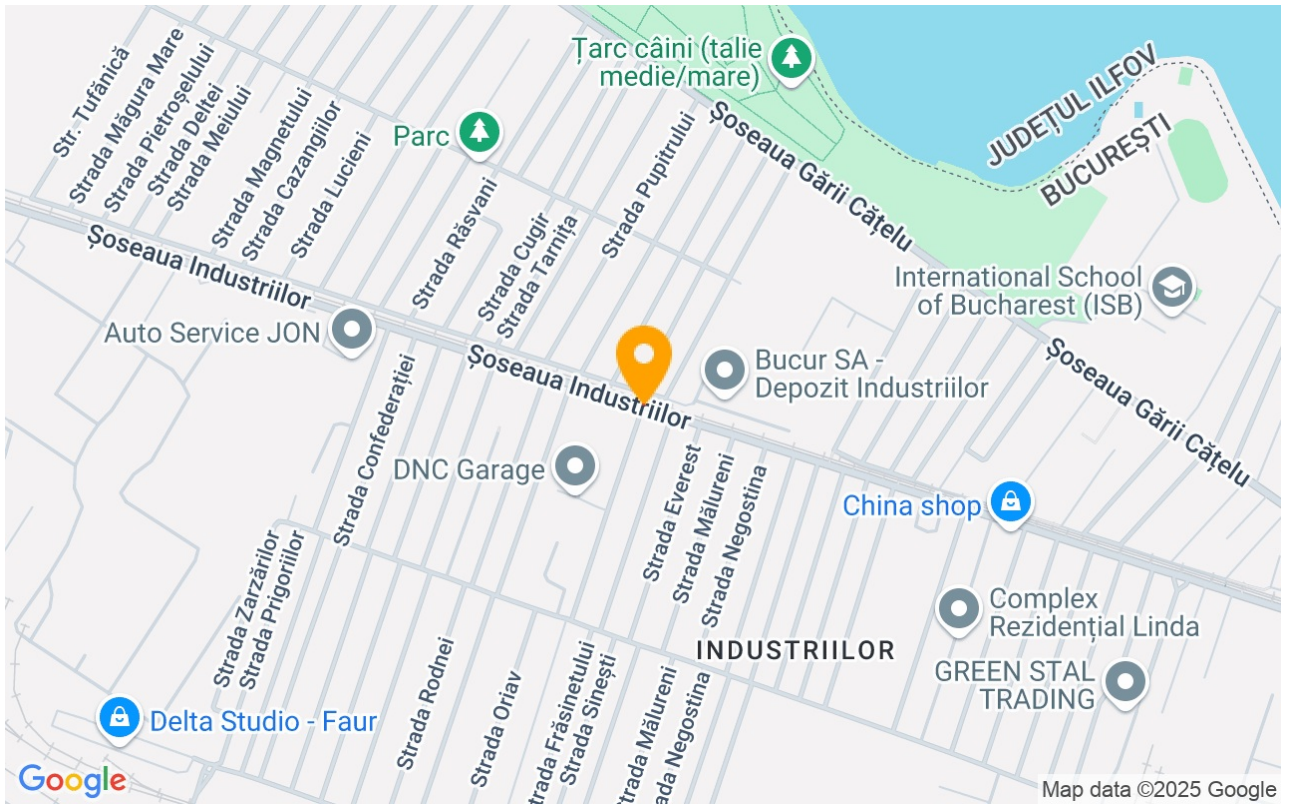 Țarc câini (talie
medie/mare)
JUDEȚUL ILFOV
BUCUREȘTI
Str. Tufănică
Strada Măgura Mare
Strada Pietroșelului
Strada Deltei
Strada Meiului
Strada Magnetului
Strada Cazangiilor
Strada Lucieni
Parc
Strada Răsvani
Strada Cugir
Strada Tarnița
Strada Pupitrului
Șoseaua Gării Cățelu
International School
of Bucharest (ISB)
Șoseaua Industriilor
Auto Service JON
Șoseaua Industriilor
Bucur SA -
Depozit Industriilor
Șoseaua Gării Cățelu
Strada Confederației
DNC Garage
Strada Everest
Strada Mălureni
Strada Negostina
China shop
Strada Zarzărilor
Strada Prigoriilor
Complex
Rezidențial Linda
INDUSTRIILOR
GREEN STAL
TRADING
Strada Rodnei
Strada Oriav
trada Frăsinetului
Strada Sinești
trada Mălureni
ada Negostina
Delta Studio - Faur
Google
Map data ©2025 Google